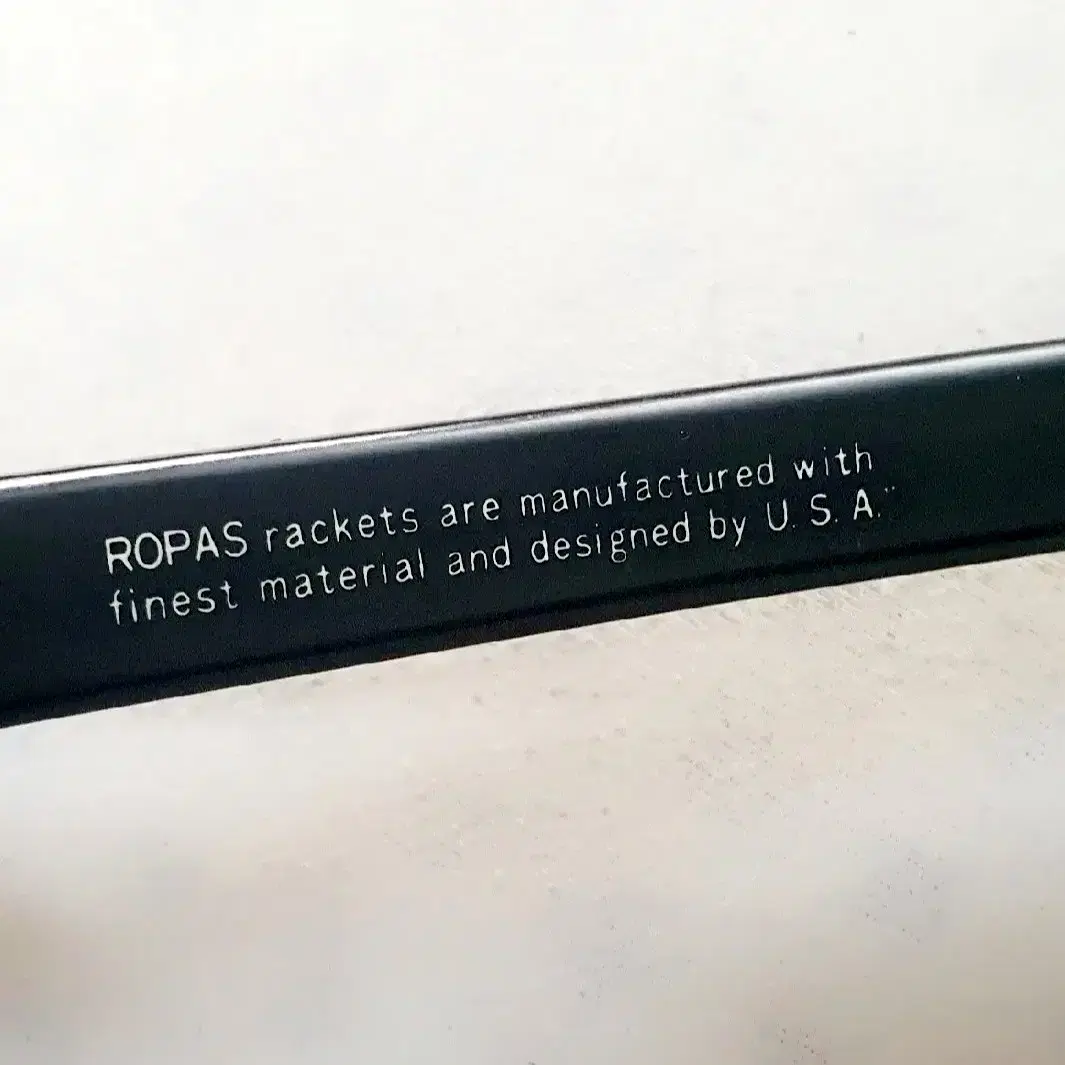 ROPAS rackets are manufactured with
finest material and designed by U. S. A."